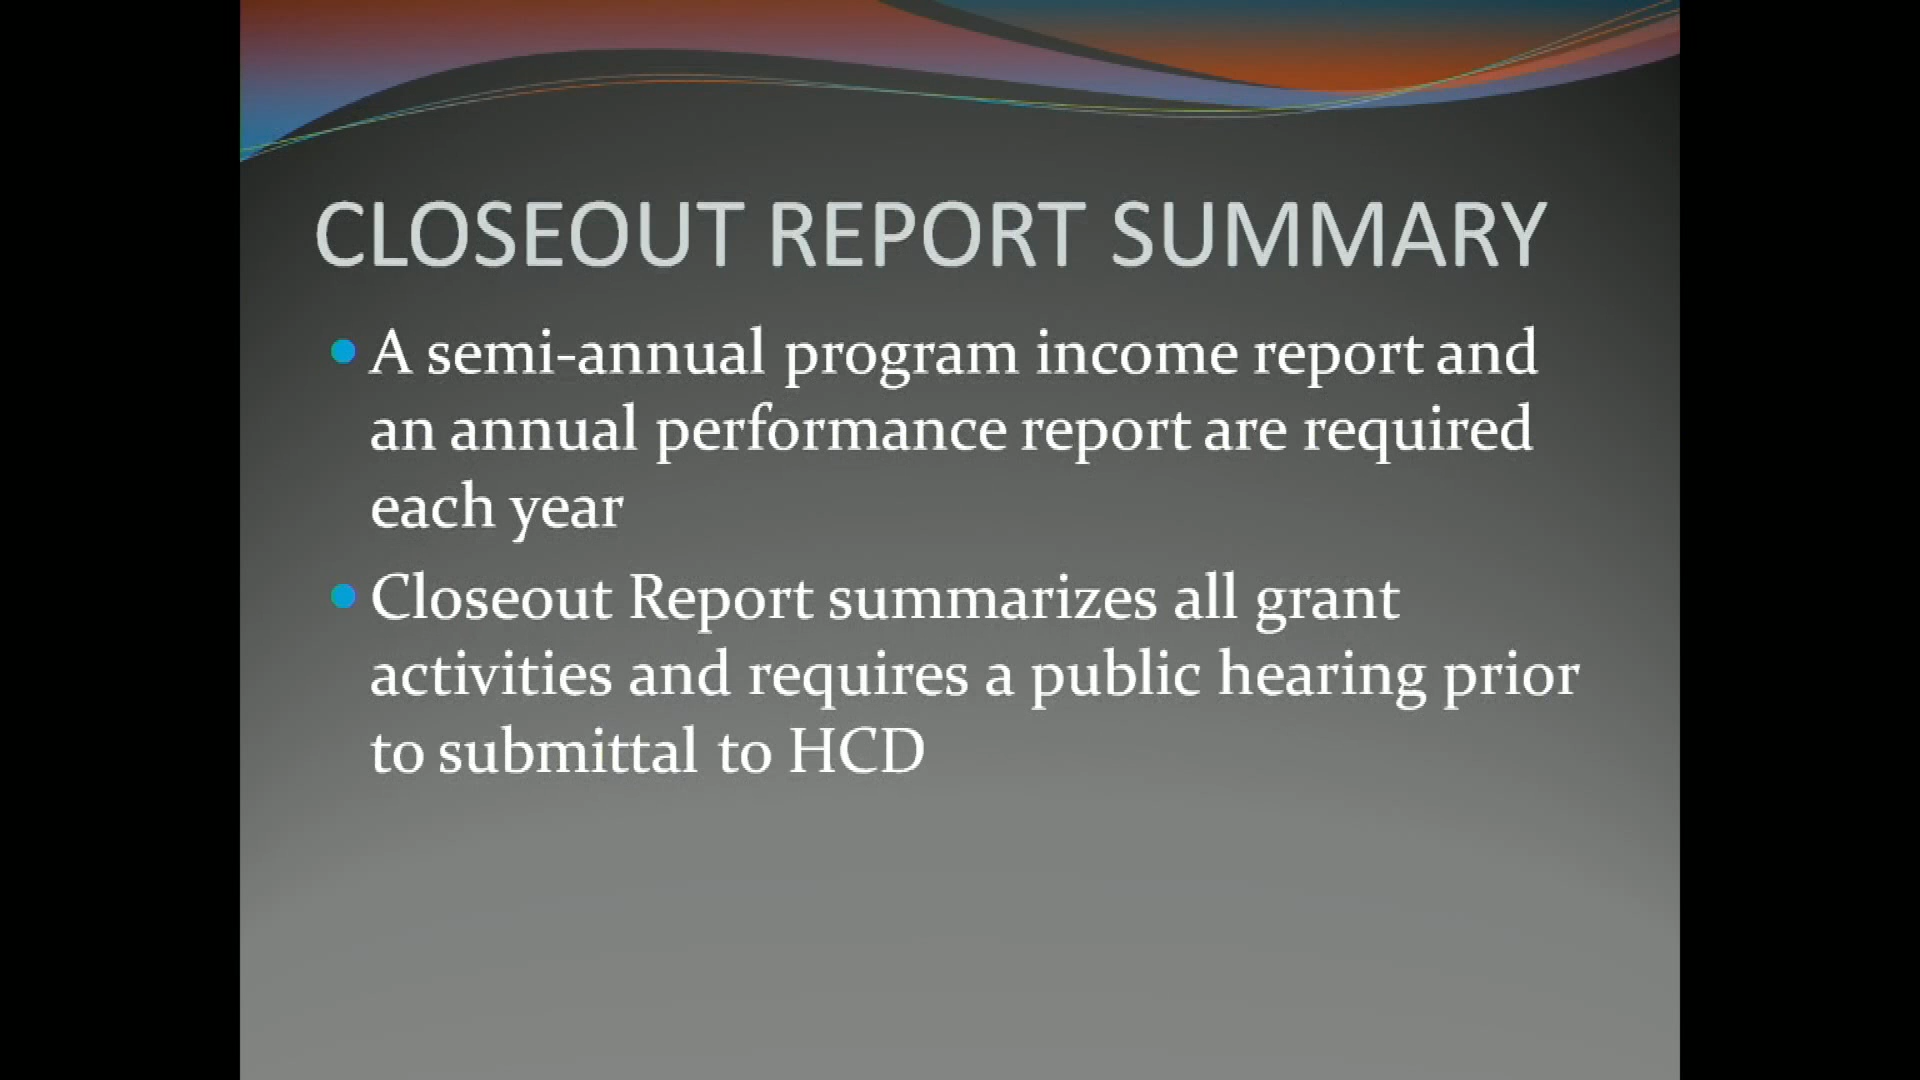 CLOSEOUT REPORT SUMMARY
A semi-annual program income report and
an annual performance report are required
each year
Closeout Report summarizes all grant
activities and requires a public hearing prior
to submittal to HCD